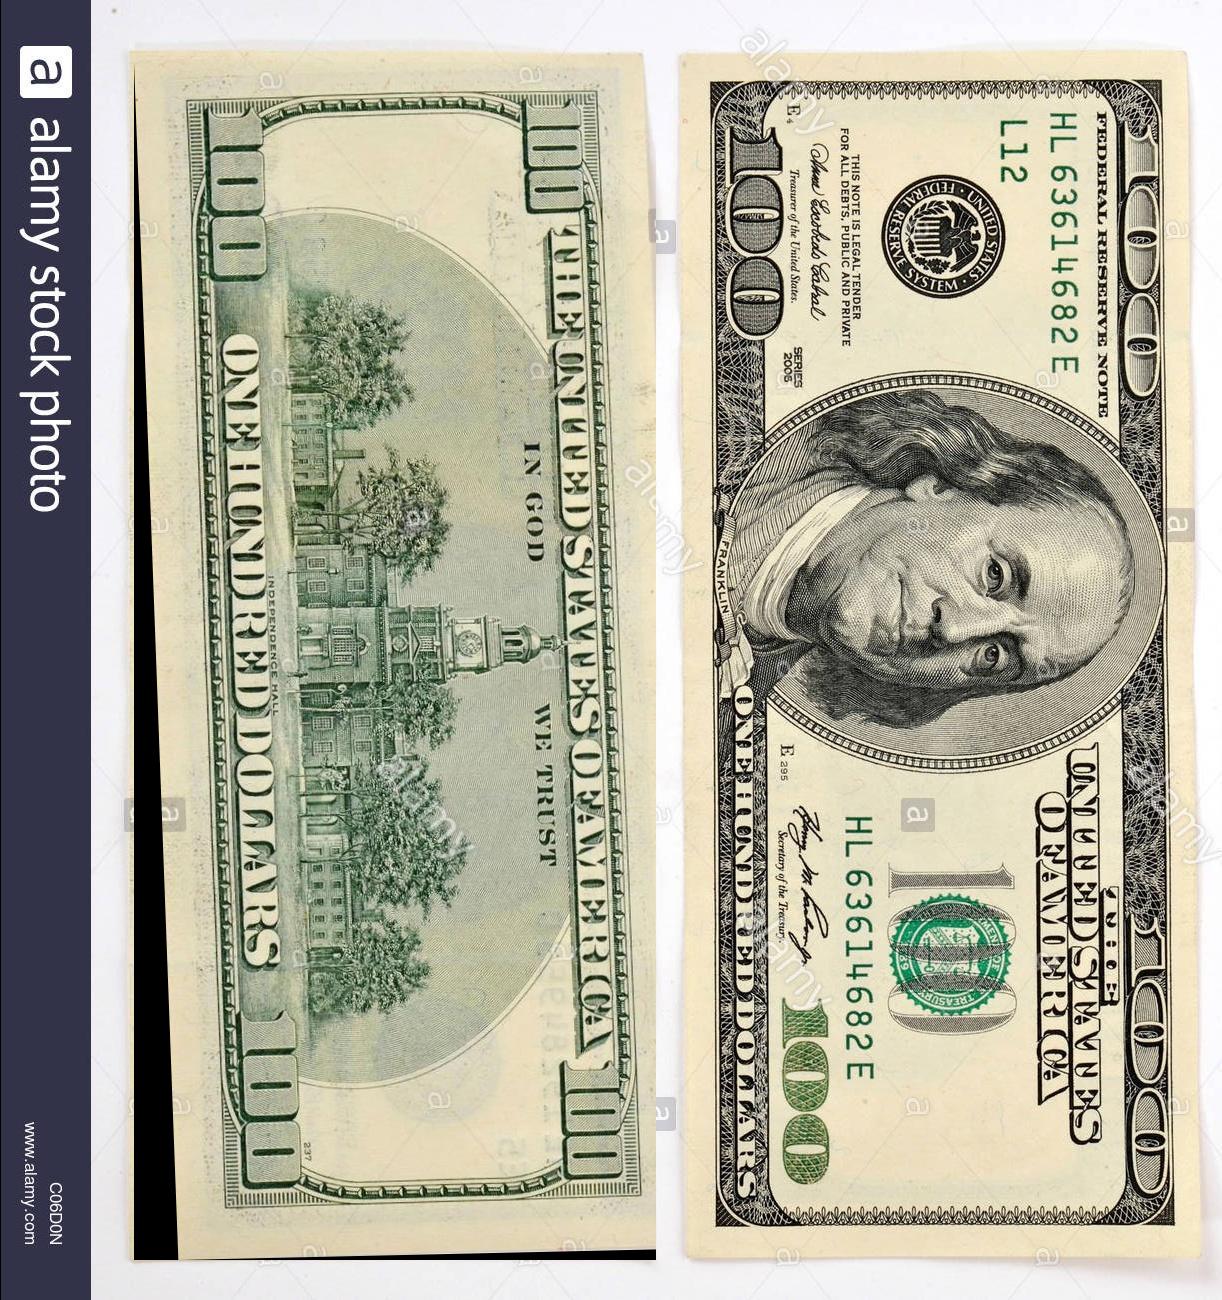 a alamy stock photo
C06D0N
www.alamy.com
100
100
THE UNITED STATES OF AMERICA
IN GOD
WE TRUST
INDEPENDENCE HALL
ONE HUNDRED DOLLARS
100
100
237
100
100
FEDERAL RESERVE NOTE
THE
UNITED STATES
OF AMERICA
HL 63614682 E
L12
UNITED STATES FEDERAL RESERVE SYSTEM
THIS NOTE IS LEGAL TENDER
FOR ALL DEBTS, PUBLIC AND PRIVATE
Treasurer of the United States.
E4
SERIES
2006
100
FRANKLIN
100
HL 63614682 E
Secretary of the Treasury.
E 295
ONE HUNDRED DOLLARS
100
a
alamy